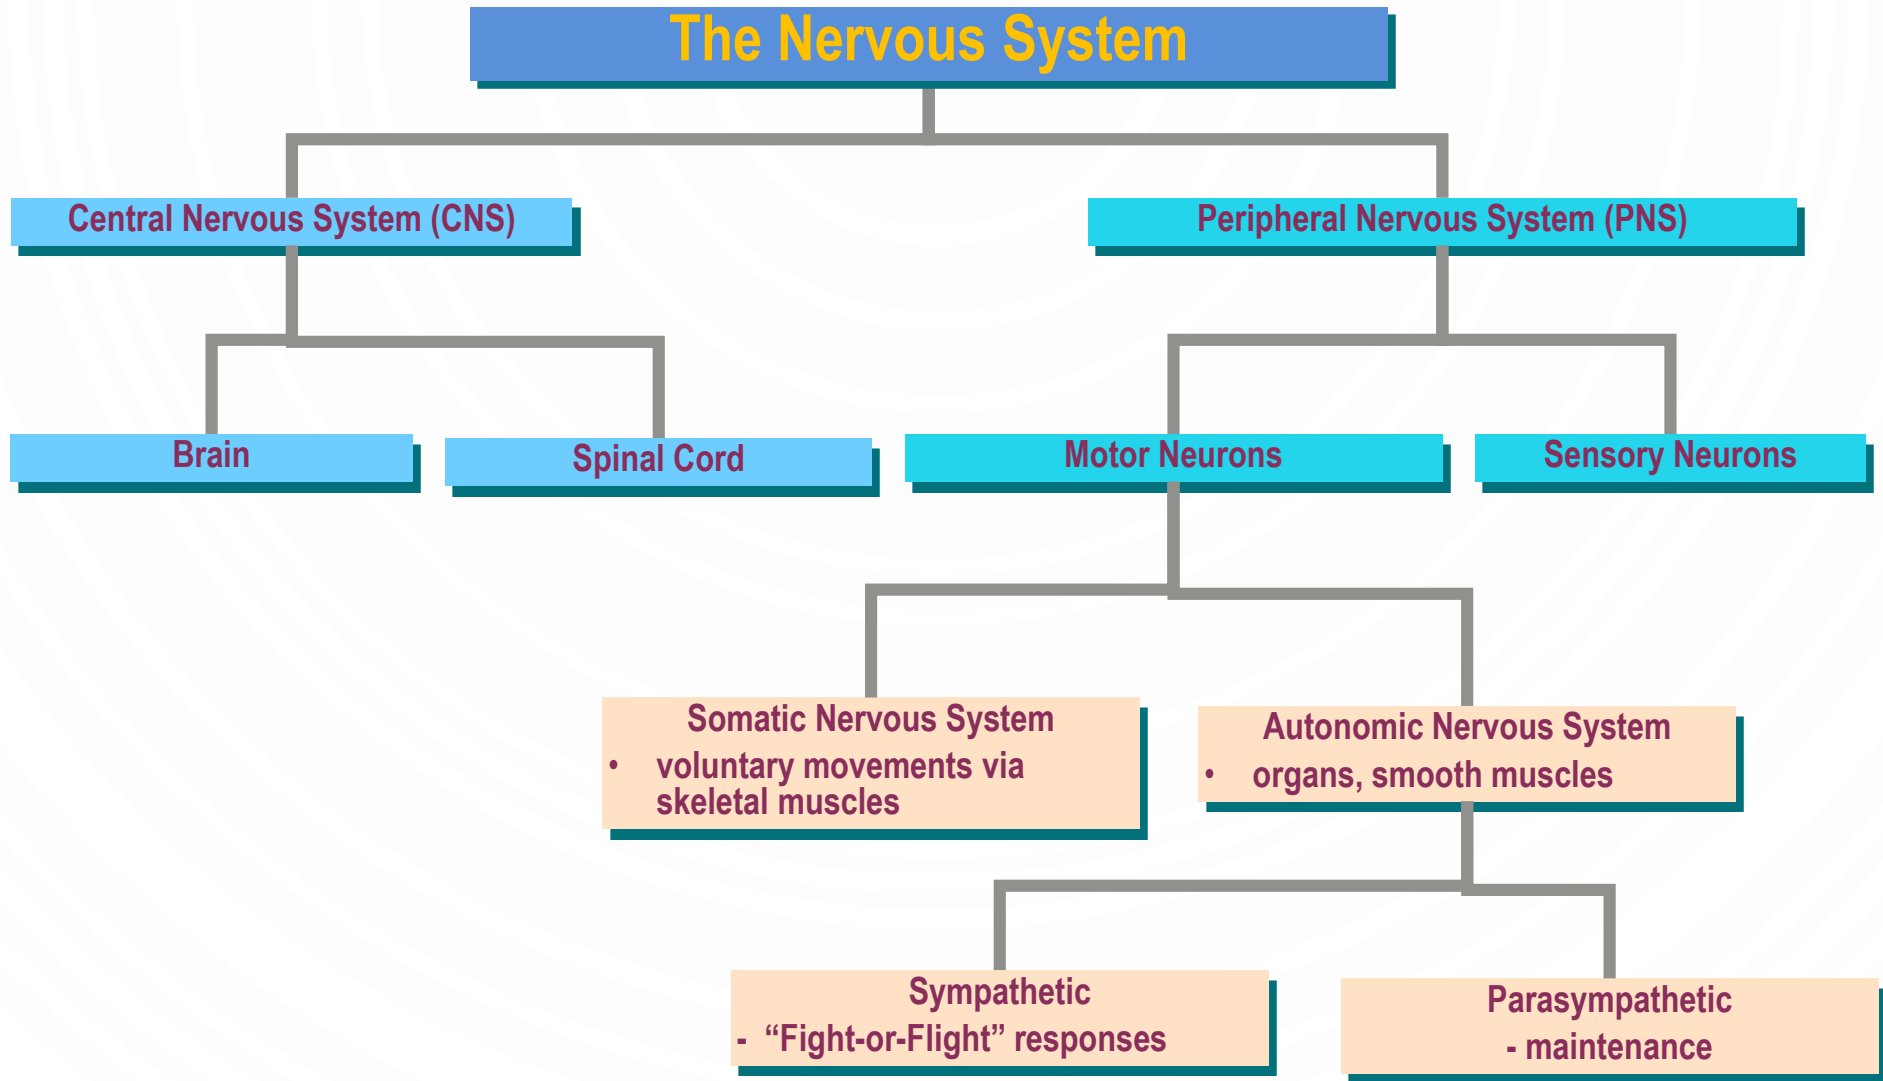 The Nervous System
Central Nervous System (CNS)
Peripheral Nervous System (PNS)
Brain
Spinal Cord
Motor Neurons
Sensory Neurons
Somatic Nervous System
• voluntary movements via
skeletal muscles
Autonomic Nervous System
• organs, smooth muscles
Sympathetic
- “Fight-or-Flight” responses
Parasympathetic
- maintenance